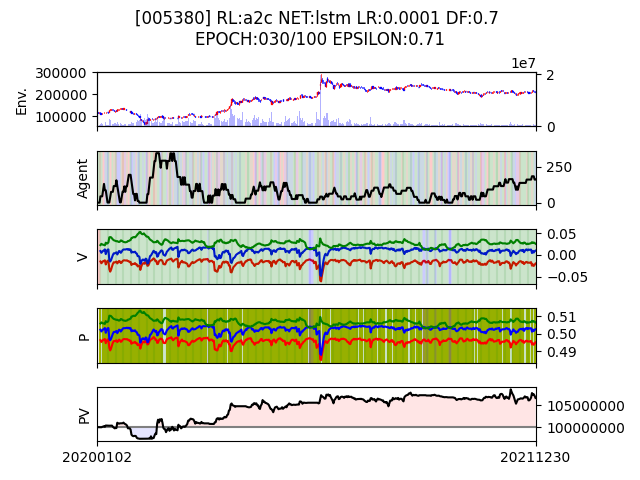 [005380] RL:a2c NET:lstm LR:0.0001 DF:0.7
EPOCH:030/100 EPSILON:0.71
1e7
300000
200000
100000
Env.
2
0
Agent
250
0
V
0.05
0.00
−0.05
P
0.51
0.50
0.49
PV
105000000
100000000
20200102
20211230